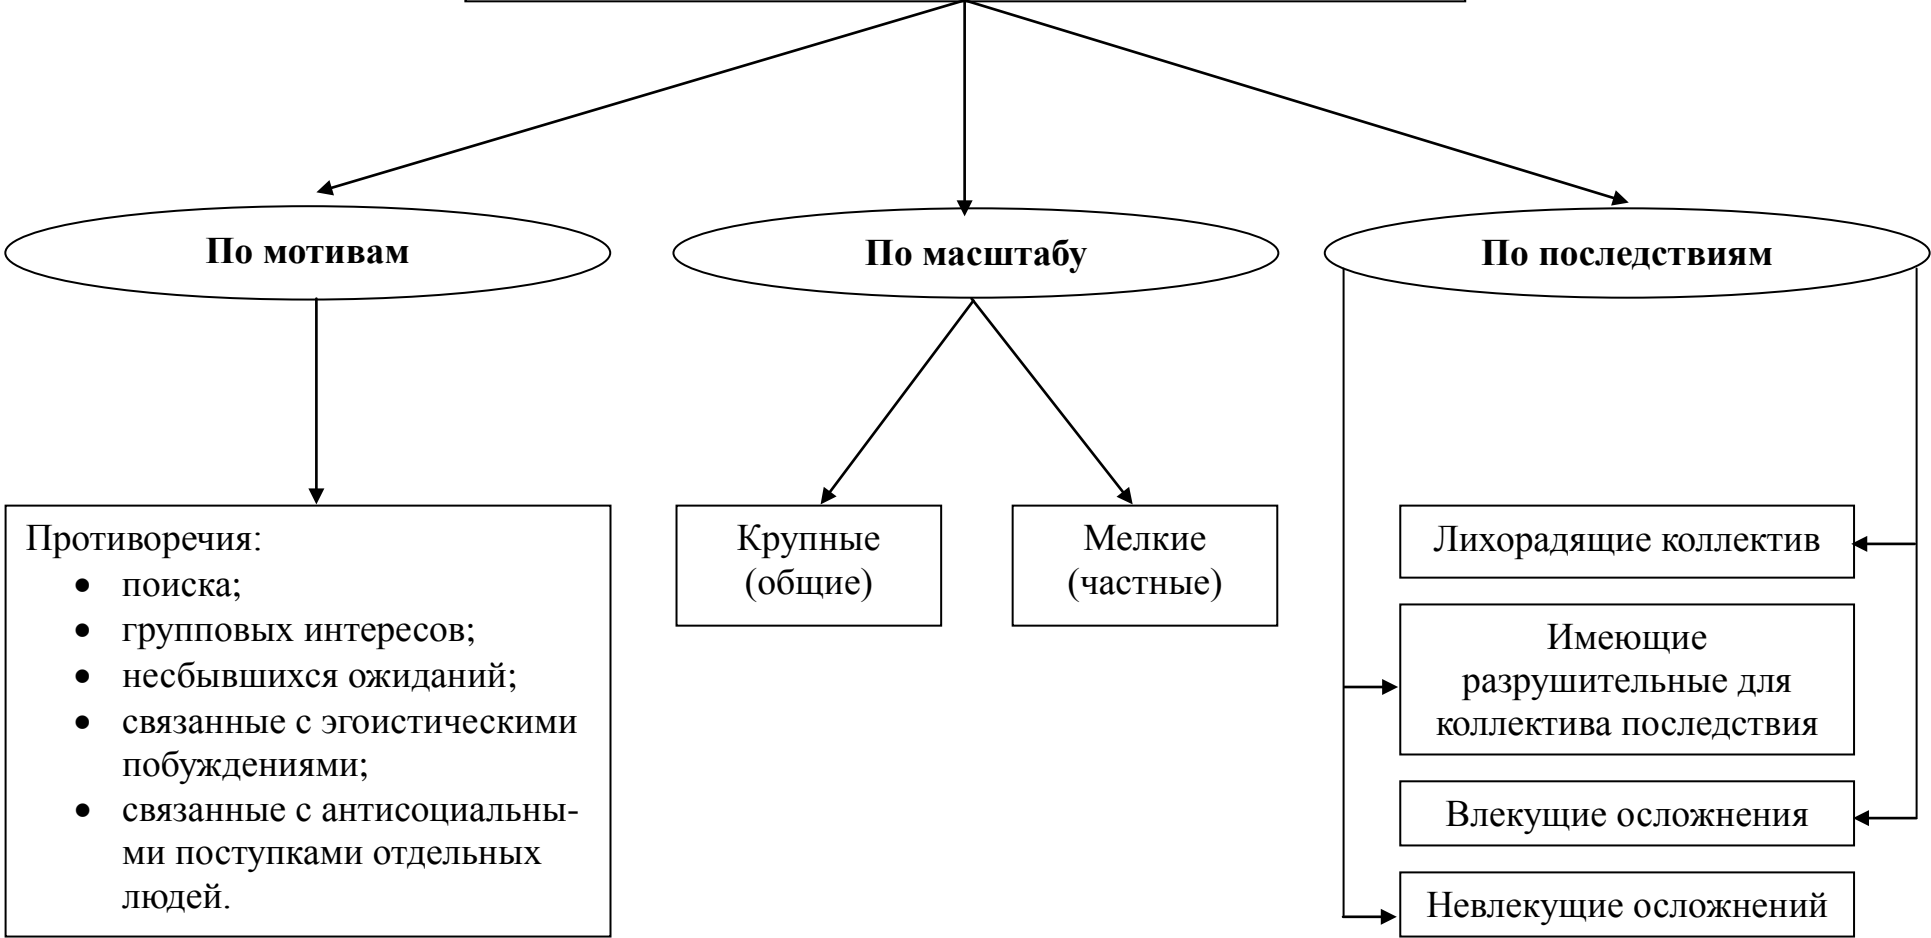 По мотивам
По масштабу
По последствиям
Противоречия:
• поиска;
• групповых интересов;
• несбывшихся ожиданий;
• связанные с эгоистическими
побуждениями;
• связанные с антисоциальны-
ми поступками отдельных
людей.
Крупные
(общие)
Мелкие
(частные)
Лихорадящие коллектив
Имеющие
разрушительные для
коллектива последствия
Влекущие осложнения
Невлекущие осложнений